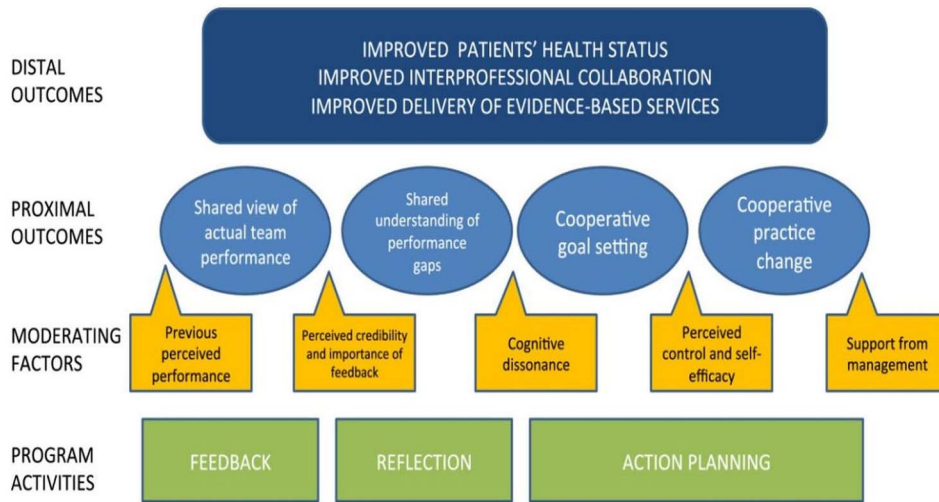 DISTAL
OUTCOMES
IMPROVED PATIENTS' HEALTH STATUS
IMPROVED INTERPROFESSIONAL COLLABORATION
IMPROVED DELIVERY OF EVIDENCE-BASED SERVICES
PROXIMAL
OUTCOMES
Shared view of
actual team
performance
Shared
understanding of
performance
gaps
Cooperative
goal setting
Cooperative
practice
change
MODERATING
FACTORS
Previous
perceived
performance
Perceived credibility
and importance of
feedback
Cognitive
dissonance
Perceived
control and self-
efficacy
Support from
management
PROGRAM
ACTIVITIES
FEEDBACK
REFLECTION
ACTION PLANNING